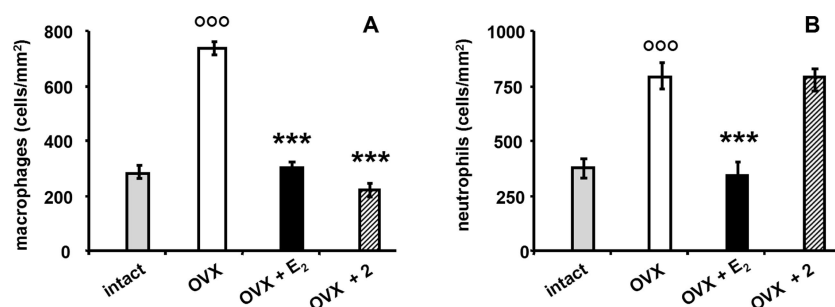 A
macrophages (cells/mm²)
800
600
400
200
0
°°°
***
***
intact
OVX
OVX + E₂
OVX + 2
B
neutrophils (cells/mm²)
1000
750
500
250
0
°°°
***
intact
OVX
OVX + E₂
OVX + 2